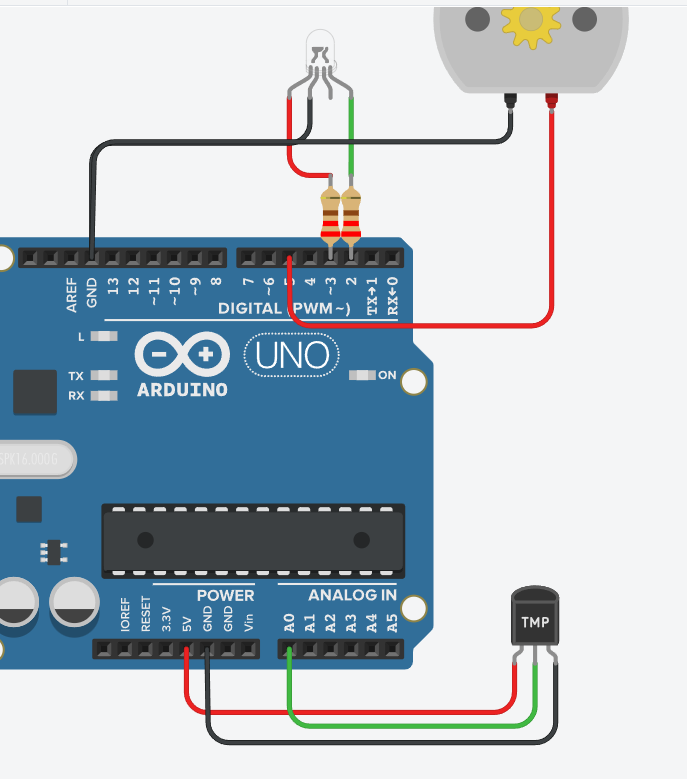 AREF
GND
13
12
~11
~10
~9
8
7
~6
4
~3
2
TX→1
RX←0
DIGITAL (PWM~)
L
TX
RX
ARDUINO
UNO
ON
SPK16.000G
POWER
ANALOG IN
IOREF
RESET
3.3V
5V
GND
GND
Vin
A0
A1
A2
A3
A4
A5
TMP